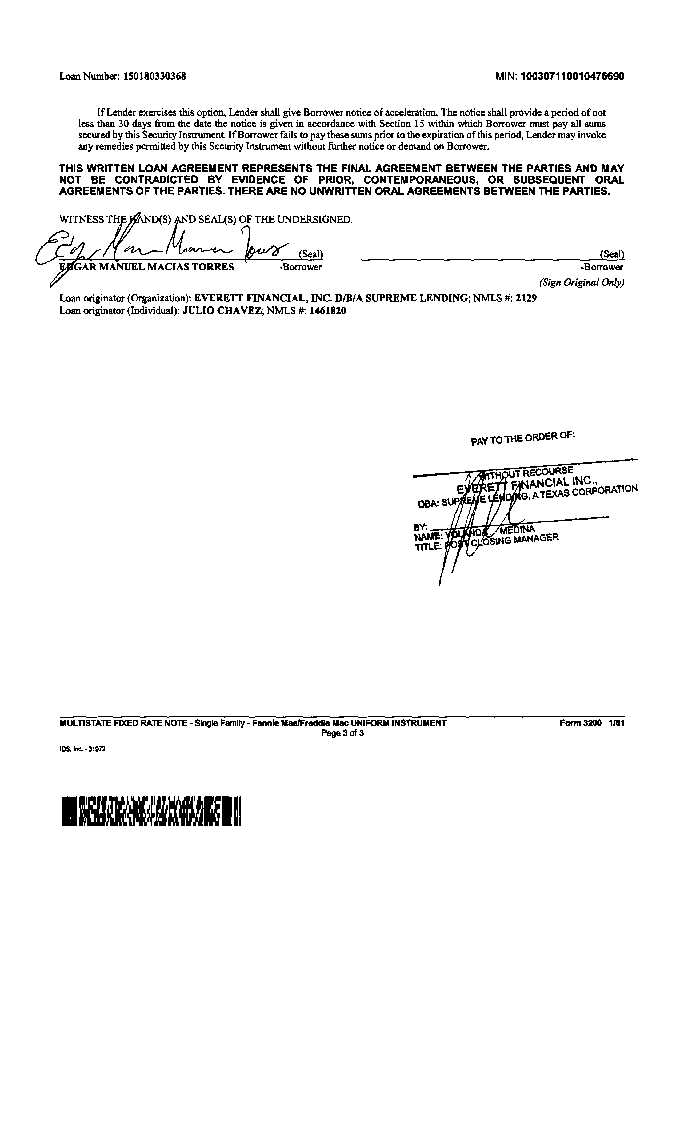 Loan Number: 150180330368 MIN: 100307110010476690
If Lender exercises this option, Lender shall give Borrower notice of acceleration. The notice shall provide a period of not
less than 30 days from the date the notice is given in accordance with Section 15 within which Borrower must pay all sums
secured by this Security Instrument. If Borrower fails to pay these sums prior to the expiration of this period, Lender may invoke
any remedies permitted by this Security Instrument without further notice or demand on Borrower.
THIS WRITTEN LOAN AGREEMENT REPRESENTS THE FINAL AGREEMENT BETWEEN THE PARTIES AND MAY
NOT BE CONTRADICTED BY EVIDENCE OF PRIOR, CONTEMPORANEOUS, OR SUBSEQUENT ORAL
AGREEMENTS OF THE PARTIES. THERE ARE NO UNWRITTEN ORAL AGREEMENTS BETWEEN THE PARTIES.
WITNESS THE HAND(S) AND SEAL(S) OF THE UNDERSIGNED.
(Seal) (Seal)
EDGAR MANUEL MACIAS TORRES -Borrower -Borrower
(Sign Original Only)
Loan originator (Organization): EVERETT FINANCIAL, INC. D/B/A SUPREME LENDING; NMLS #: 2129
Loan originator (Individual): JULIO CHAVEZ; NMLS #: 1461820
PAY TO THE ORDER OF:
WITHOUT RECOURSE
EVERETT FINANCIAL INC.,
DBA: SUPREME LENDING, A TEXAS CORPORATION
BY:
NAME: YOLANDA MEDINA
TITLE: POST CLOSING MANAGER
MULTISTATE FIXED RATE NOTE - Single Family - Fannie Mae/Freddie Mac UNIFORM INSTRUMENT Form 3200 1/01
Page 3 of 3
IDS, Inc. -